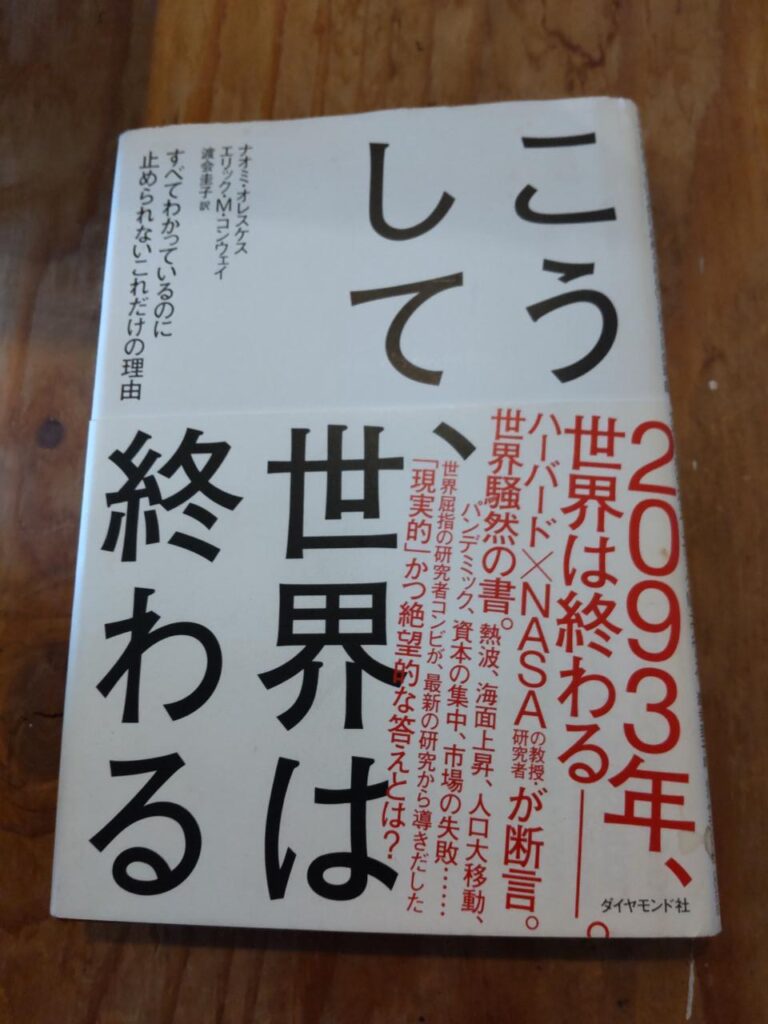 こう
して、
世界は
終わる
ナオミ・オレスケス
エリック・M・コンウェイ
渡会圭子 訳
すべてわかっているのに
止められないこれだけの理由
2093年、
世界は終わる――。
ハーバード×NASAの教授・研究者が断言。
世界騒然の書。
熱波、海面上昇、人口大移動、
パンデミック、資本の集中、市場の失敗……
世界屈指の研究者コンビが、最新の研究から導きだした
「現実的」かつ絶望的な答えとは?
ダイヤモンド社